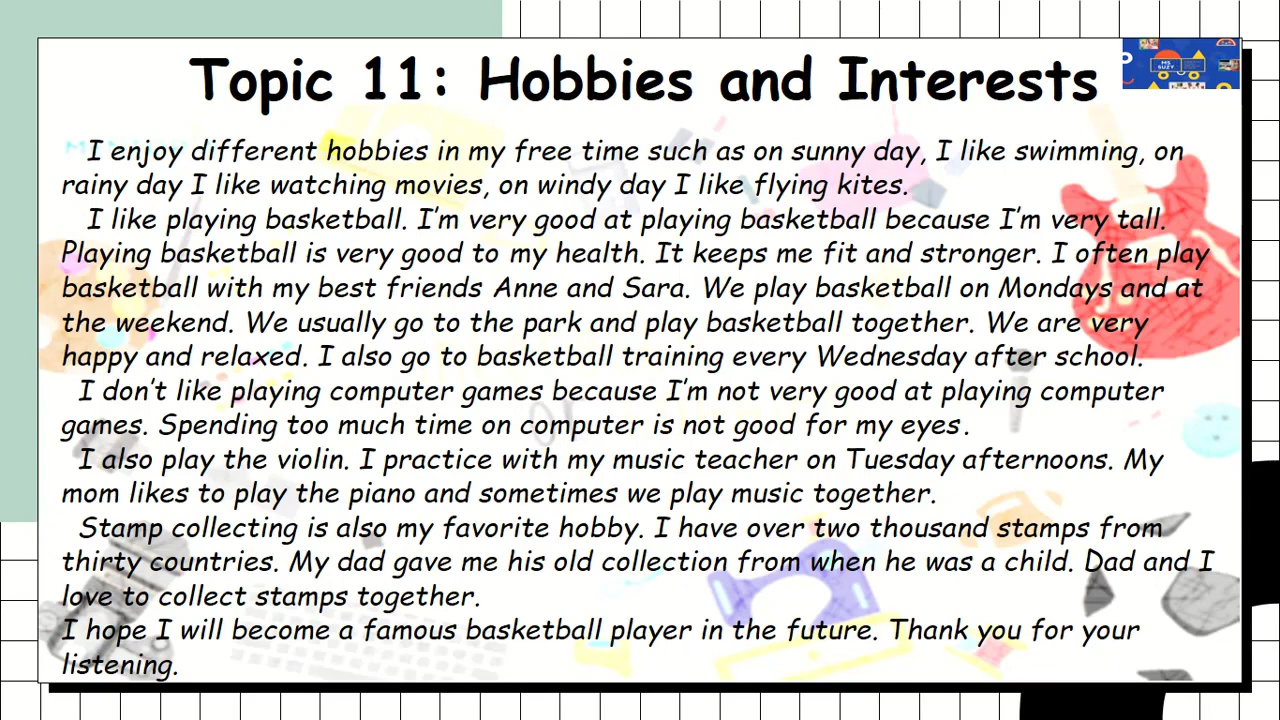 Topic 11: Hobbies and Interests
MS
SUZY
I enjoy different hobbies in my free time such as on sunny day, I like swimming, on
rainy day I like watching movies, on windy day I like flying kites.
I like playing basketball. I'm very good at playing basketball because I'm very tall.
Playing basketball is very good to my health. It keeps me fit and stronger. I often play
basketball with my best friends Anne and Sara. We play basketball on Mondays and at
the weekend. We usually go to the park and play basketball together. We are very
happy and relaxed. I also go to basketball training every Wednesday after school.
I don't like playing computer games because I'm not very good at playing computer
games. Spending too much time on computer is not good for my eyes.
I also play the violin. I practice with my music teacher on Tuesday afternoons. My
mom likes to play the piano and sometimes we play music together.
Stamp collecting is also my favorite hobby. I have over two thousand stamps from
thirty countries. My dad gave me his old collection from when he was a child. Dad and I
love to collect stamps together.
I hope I will become a famous basketball player in the future. Thank you for your
listening.